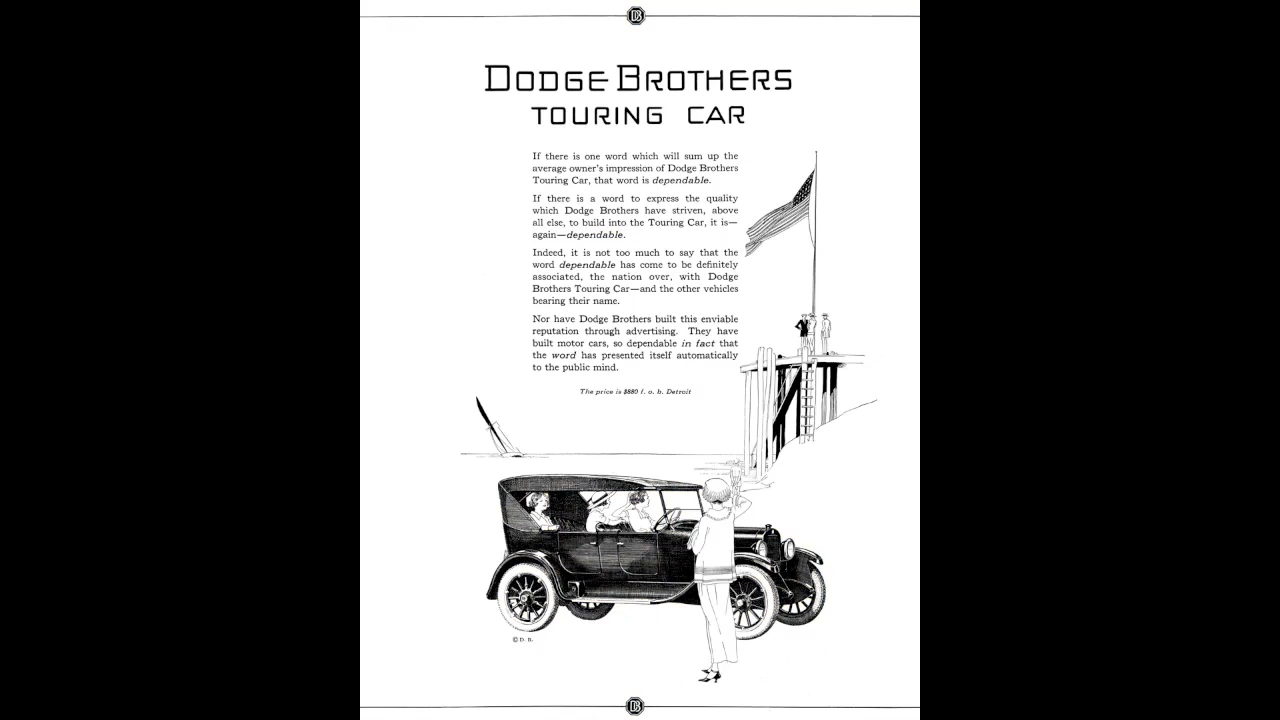 DB
DODGE BROTHERS
TOURING CAR
If there is one word which will sum up the
average owner's impression of Dodge Brothers
Touring Car, that word is dependable.
If there is a word to express the quality
which Dodge Brothers have striven, above
all else, to build into the Touring Car, it is—
again—dependable.
Indeed, it is not too much to say that the
word dependable has come to be definitely
associated, the nation over, with Dodge
Brothers Touring Car—and the other vehicles
bearing their name.
Nor have Dodge Brothers built this enviable
reputation through advertising. They have
built motor cars, so dependable in fact that
the word has presented itself automatically
to the public mind.
The price is $880 f. o. b. Detroit
© D. B.
DB